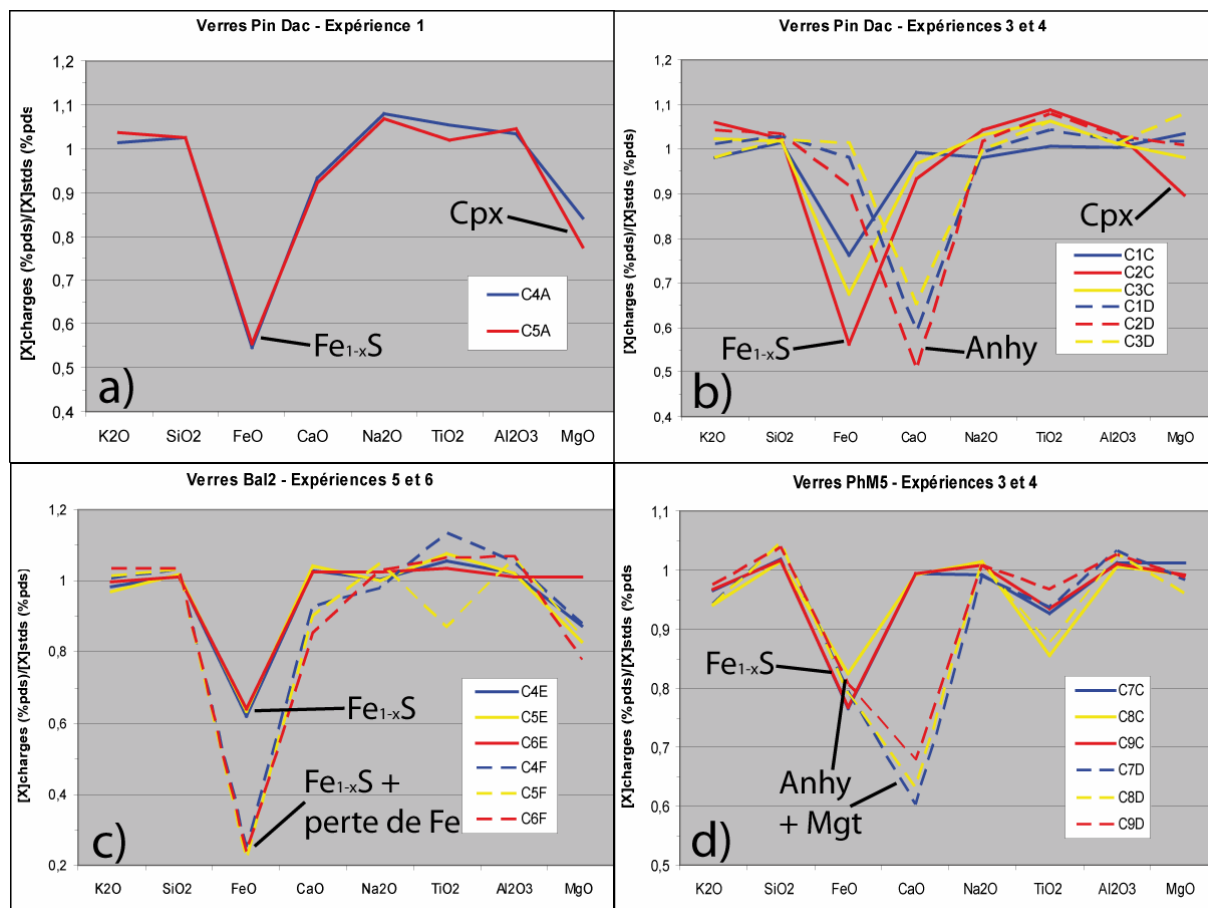 Verres Pin Dac - Expérience 1
[X]charges (%pds)/[X]stds (%pds
1,2
1,1
1
0,9
0,8
0,7
0,6
0,5
0,4
Cpx
C4A
C5A
Fe1-xS
a)
K2O SiO2 FeO CaO Na2O TiO2 Al2O3 MgO
Verres Pin Dac - Expériences 3 et 4
[X]charges (%pds)/[X]stds (%pds)
1,2
1,1
1
0,9
0,8
0,7
0,6
0,5
0,4
Cpx
C1C
C2C
C3C
C1D
C2D
C3D
Fe1-xS
Anhy
b)
K2O SiO2 FeO CaO Na2O TiO2 Al2O3 MgO
Verres Bal2 - Expériences 5 et 6
[X]charges (%pds)/[X]stds (%pds)
1,2
1
0,8
0,6
0,4
0,2
Fe1-xS
C4E
C5E
C6E
C4F
C5F
C6F
Fe1-xS +
perte de Fe
c)
K2O SiO2 FeO CaO Na2O TiO2 Al2O3 MgO
Verres PhM5 - Expériences 3 et 4
[X]charges (%pds)/[X]stds (%pds)
1,1
1
0,9
0,8
0,7
0,6
0,5
Fe1-xS
C7C
C8C
C9C
C7D
C8D
C9D
Anhy
+ Mgt
d)
K2O SiO2 FeO CaO Na2O TiO2 Al2O3 MgO